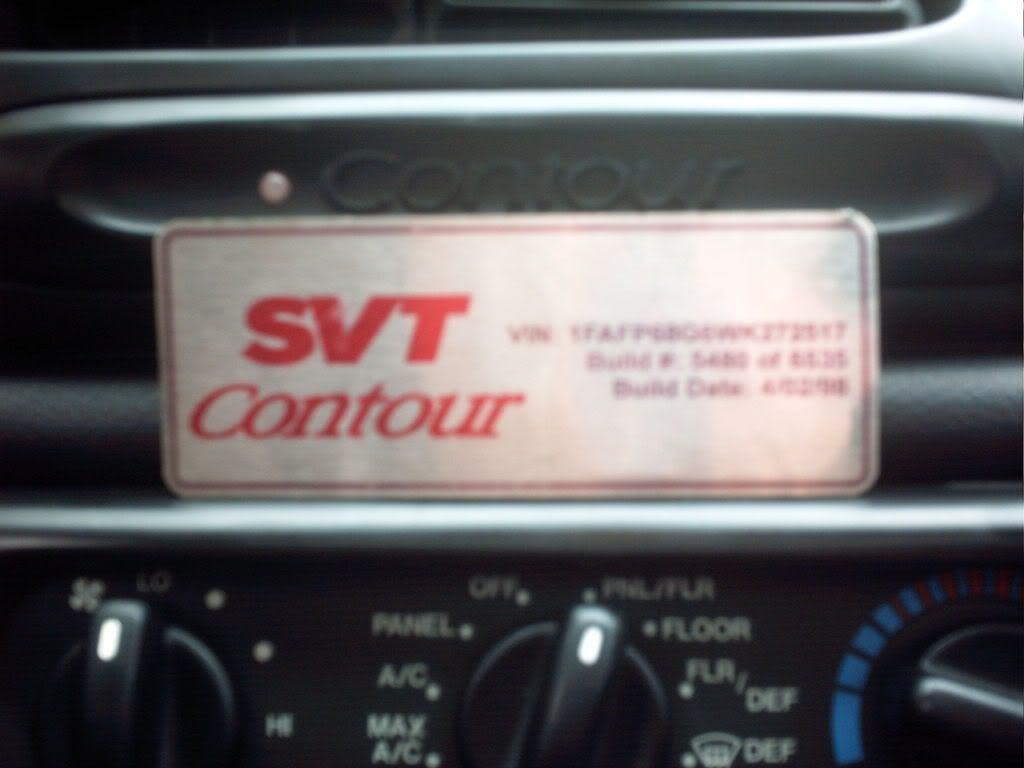 Contour
SVT
Contour
VIN 1FAFP68G6WK272517
Build #: 5480 of 6535
Build Date: 4/02/98
LO
HI
OFF
PNL/FLR
PANEL
FLOOR
A/C
FLR/DEF
MAX A/C
DEF